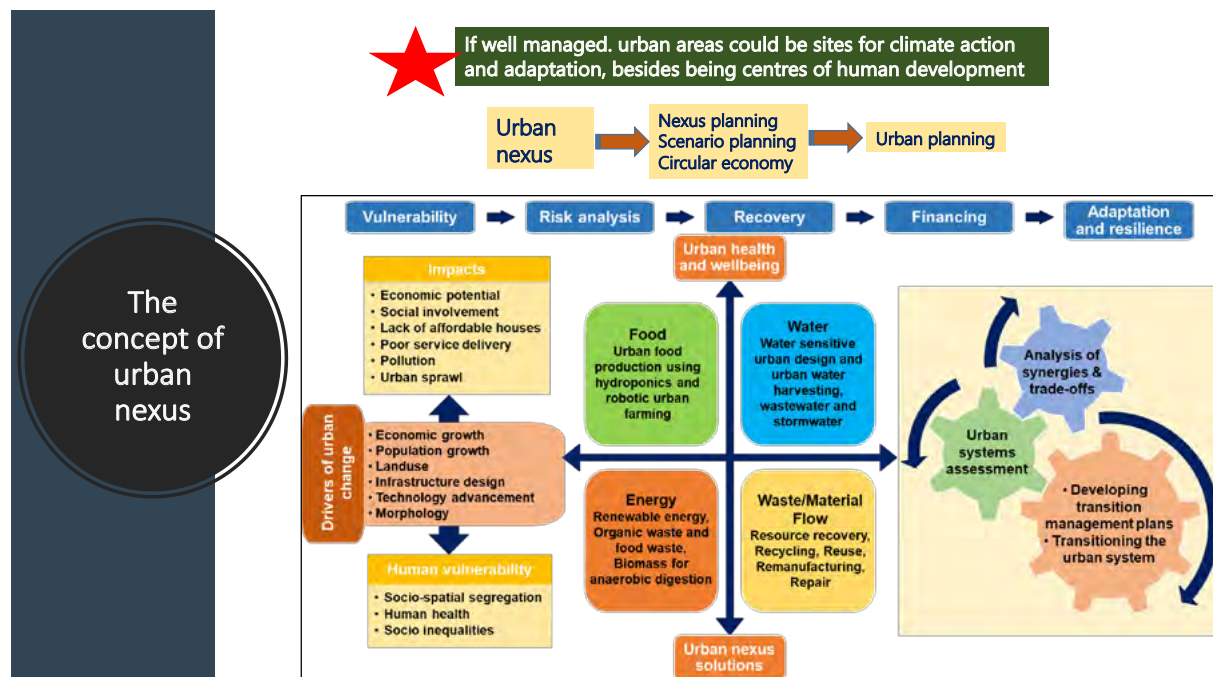 The
concept of
urban
nexus
If well managed. urban areas could be sites for climate action
and adaptation, besides being centres of human development
Urban
nexus
Nexus planning
Scenario planning
Circular economy
Urban planning
Vulnerability
Risk analysis
Recovery
Financing
Adaptation
and resilience
Urban health
and wellbeing
Impacts
• Economic potential
• Social involvement
• Lack of affordable houses
• Poor service delivery
• Pollution
• Urban sprawl
Drivers of urban
change
• Economic growth
• Population growth
• Landuse
• Infrastructure design
• Technology advancement
• Morphology
Human vulnerability
• Socio-spatial segregation
• Human health
• Socio inequalities
Food
Urban food
production using
hydroponics and
robotic urban
farming
Water
Water sensitive
urban design and
urban water
harvesting,
wastewater and
stormwater
Energy
Renewable energy,
Organic waste and
food waste,
Biomass for
anaerobic digestion
Waste/Material
Flow
Resource recovery,
Recycling, Reuse,
Remanufacturing,
Repair
Urban nexus
solutions
Analysis of
synergies &
trade-offs
Urban
systems
assessment
• Developing
transition
management plans
• Transitioning the
urban system